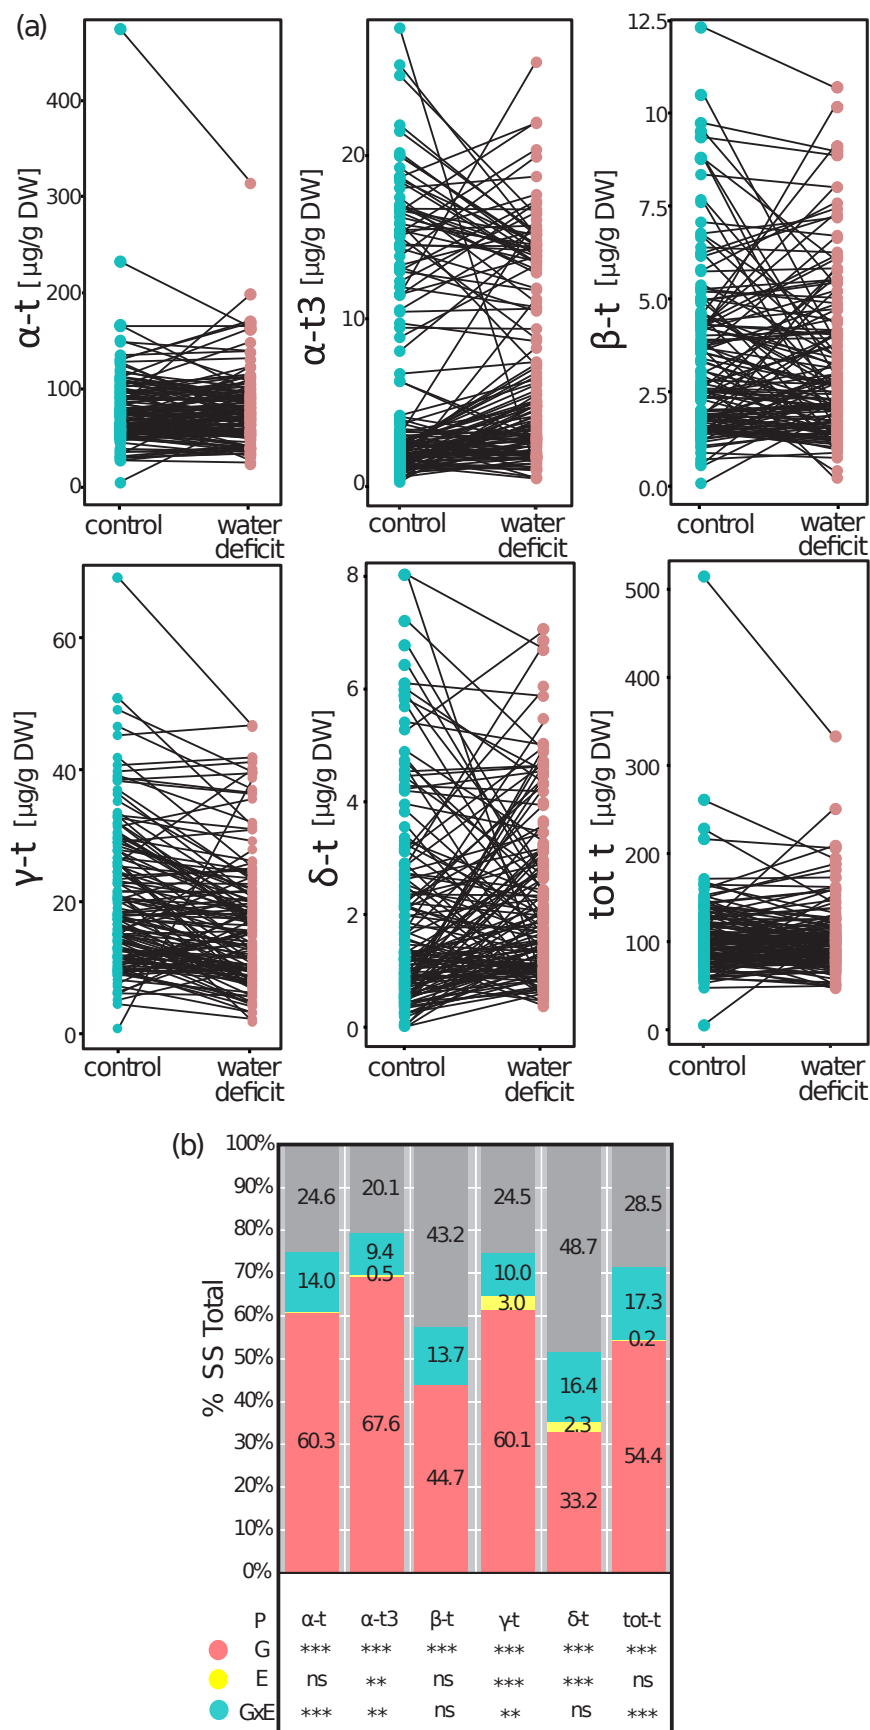 (a)
α-t [µg/g DW]
400
300
200
100
0
control
water
deficit
α-t3 [µg/g DW]
20
10
0
control
water
deficit
β-t [µg/g DW]
12.5
10
7.5
5.0
2.5
0.0
control
water
deficit
γ-t [µg/g DW]
60
40
20
0
control
water
deficit
δ-t [µg/g DW]
8
6
4
2
0
control
water
deficit
tot t [µg/g DW]
500
400
300
200
100
0
control
water
deficit
(b)
% SS Total
100%
90%
80%
70%
60%
50%
40%
30%
20%
10%
0%
24.6
14.0
60.3
20.1
9.4
0.5
67.6
43.2
13.7
44.7
24.5
10.0
3.0
60.1
48.7
16.4
2.3
33.2
28.5
17.3
0.2
54.4
P α-t α-t3 β-t γ-t δ-t tot-t
G *** *** *** *** *** ***
E ns ** ns *** *** ns
GxE *** ** ns ** ns ***